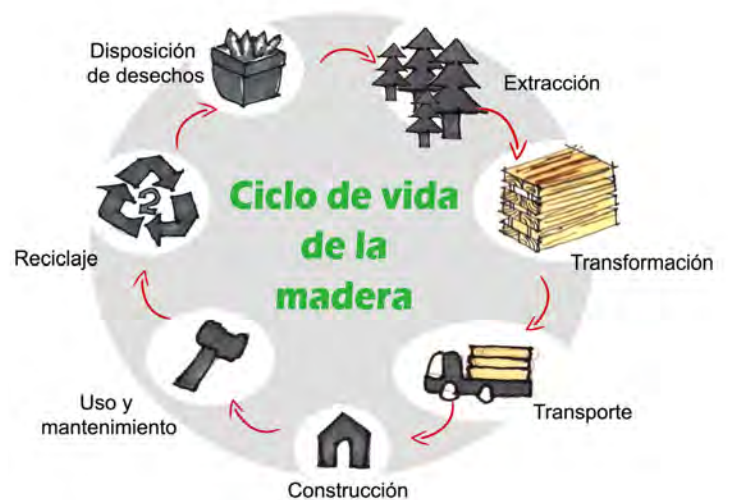 Ciclo de vida
de la
madera
Extracción
Transformación
Transporte
Construcción
Uso y
mantenimiento
Reciclaje
2
Disposición
de desechos